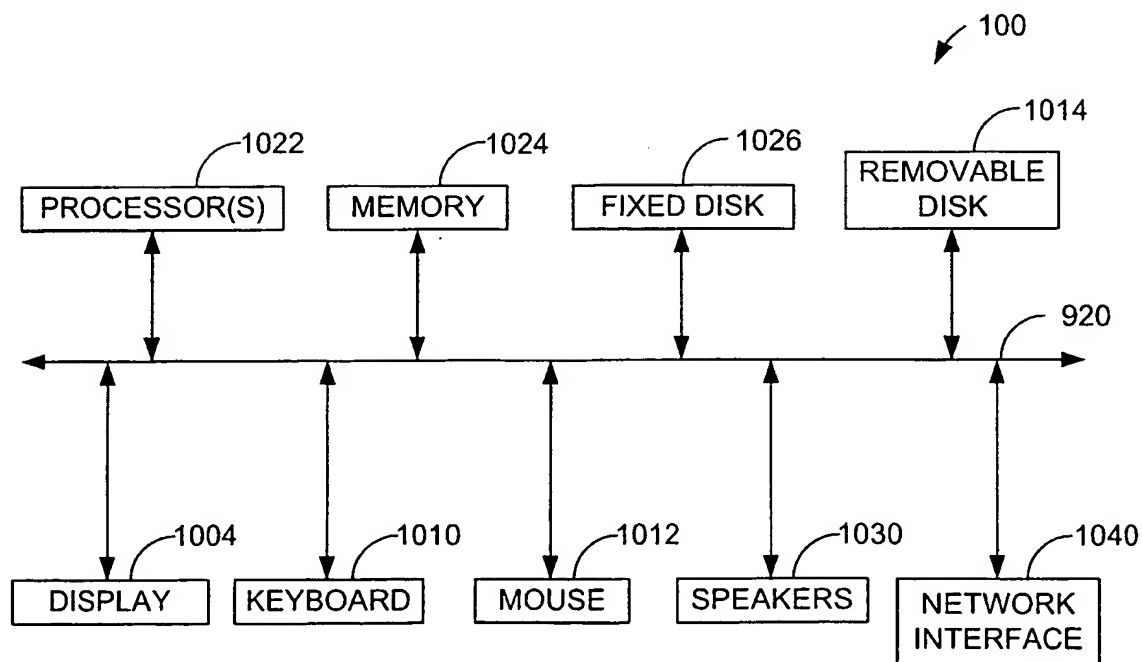 100
1022
1024
1026
1014
PROCESSOR(S)
MEMORY
FIXED DISK
REMOVABLE
DISK
920
1004
1010
1012
1030
1040
DISPLAY
KEYBOARD
MOUSE
SPEAKERS
NETWORK
INTERFACE